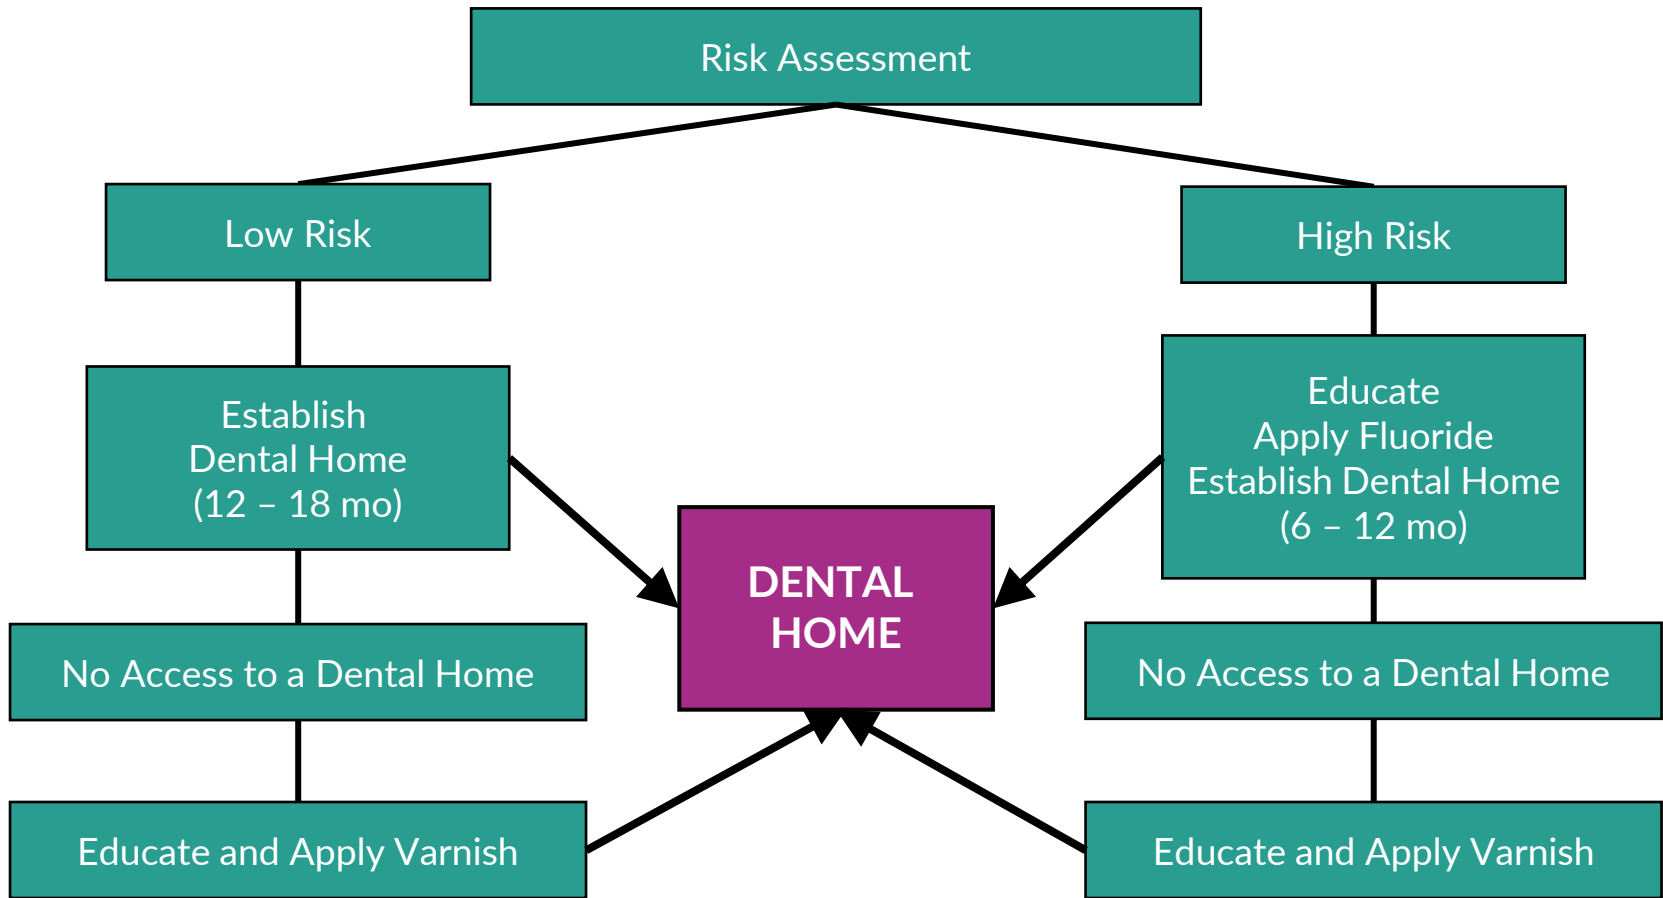 Risk Assessment
Low Risk
High Risk
Establish
Dental Home
(12 – 18 mo)
Educate
Apply Fluoride
Establish Dental Home
(6 – 12 mo)
DENTAL
HOME
No Access to a Dental Home
No Access to a Dental Home
Educate and Apply Varnish
Educate and Apply Varnish